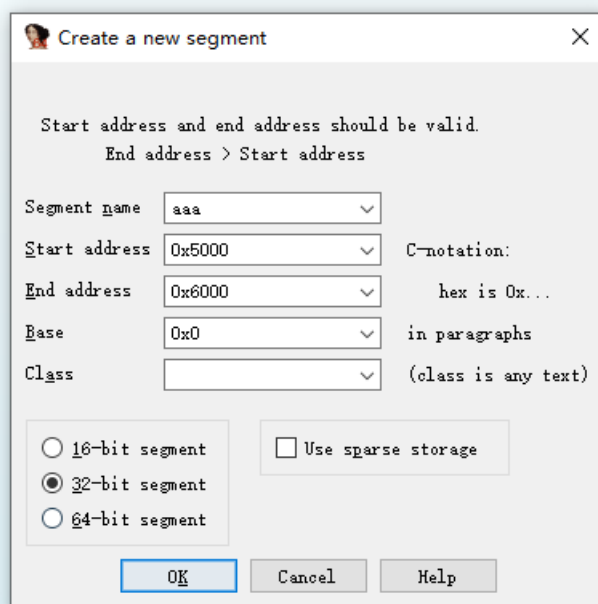 Create a new segment
Start address and end address should be valid.
End address > Start address
Segment name aaa
Start address 0x5000 C-notation:
End address 0x6000 hex is 0x...
Base 0x0 in paragraphs
Class (class is any text)
16-bit segment Use sparse storage
32-bit segment
64-bit segment
OK Cancel Help